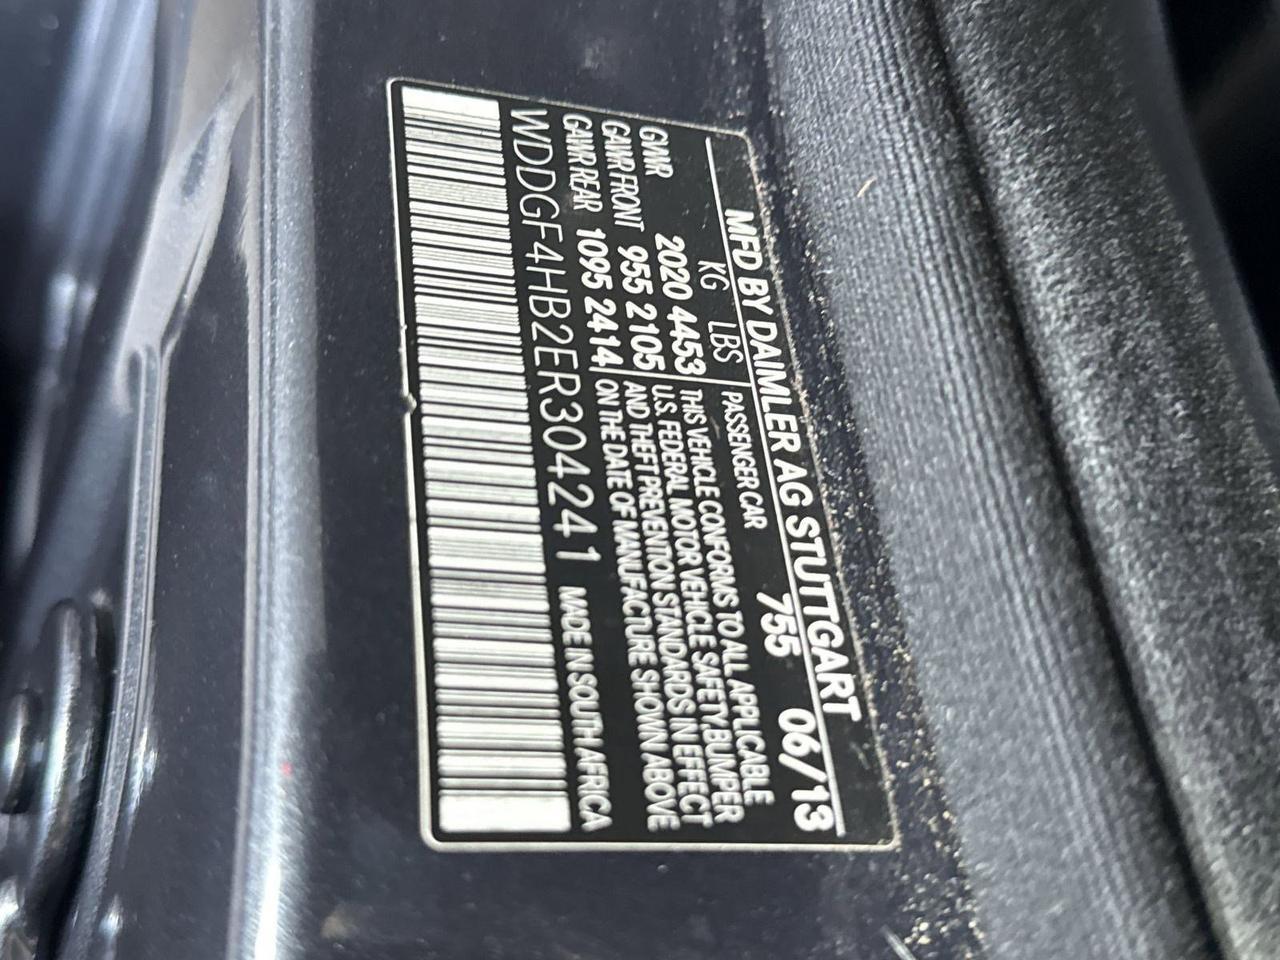 MFD BY DAIMLER AG STUTTGART
KG LBS PASSENGER CAR 755 06/13
GVWR 2020 4453 THIS VEHICLE CONFORMS TO ALL APPLICABLE
GAWR FRONT 955 2105 U.S. FEDERAL MOTOR VEHICLE SAFETY, BUMPER
GAWR REAR 1095 2414 AND THEFT PREVENTION STANDARDS IN EFFECT
ON THE DATE OF MANUFACTURE SHOWN ABOVE
WDDGF4HB2ER304241 MADE IN SOUTH AFRICA